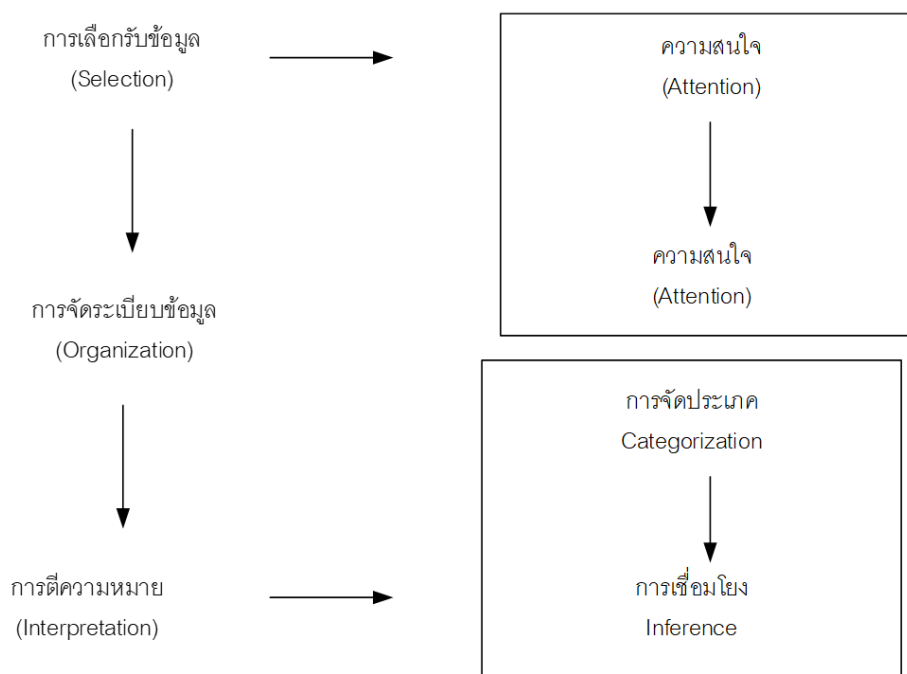 การเลือกรับข้อมูล
(Selection)
ความสนใจ
(Attention)
ความสนใจ
(Attention)
การจัดระเบียบข้อมูล
(Organization)
การจัดประเภค
Categorization
การตีความหมาย
(Interpretation)
การเชื่อมโยง
Inference